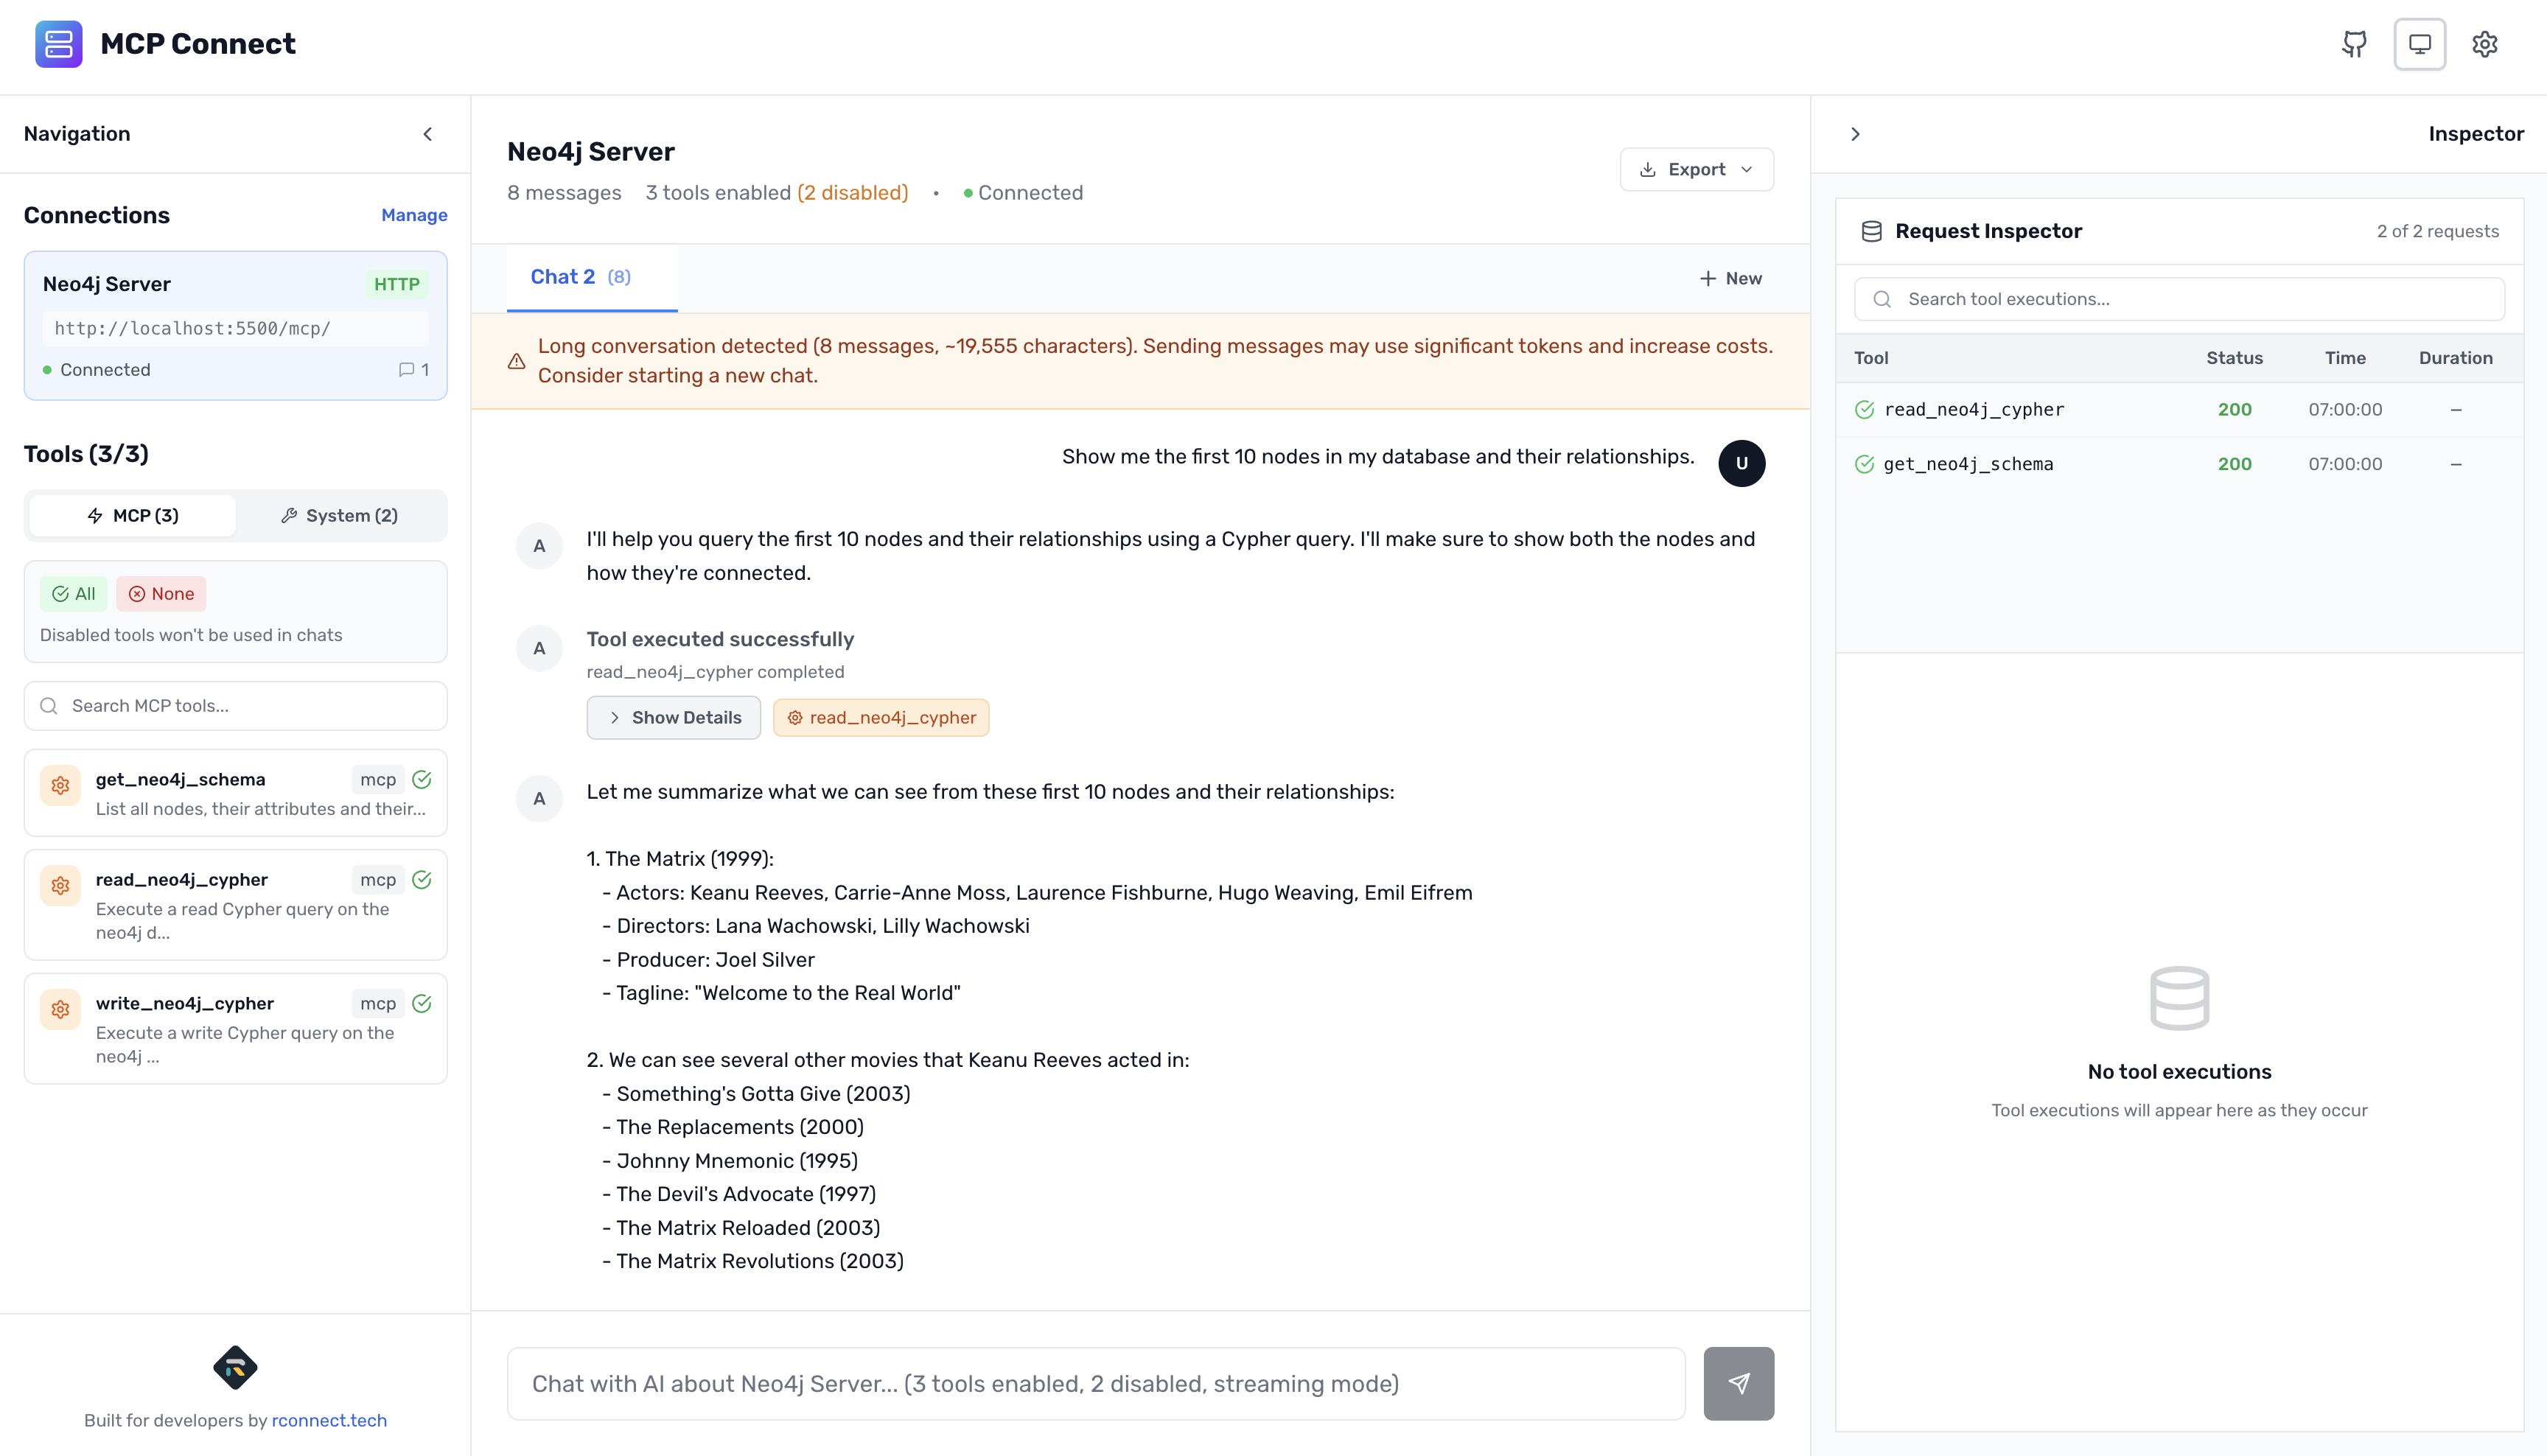 MCP Connect
Navigation
Connections
Manage
Neo4j Server
HTTP
http://localhost:5500/mcp/
Connected
1
Tools (3/3)
MCP (3)
System (2)
All
None
Disabled tools won't be used in chats
Search MCP tools...
get_neo4j_schema
mcp
List all nodes, their attributes and their...
read_neo4j_cypher
mcp
Execute a read Cypher query on the
neo4j d...
write_neo4j_cypher
mcp
Execute a write Cypher query on the
neo4j ...
Built for developers by rconnect.tech
Neo4j Server
8 messages 3 tools enabled (2 disabled) • Connected
Export
Chat 2 (8)
New
Long conversation detected (8 messages, ~19,555 characters). Sending messages may use significant tokens and increase costs.
Consider starting a new chat.
Show me the first 10 nodes in my database and their relationships.
U
A
I'll help you query the first 10 nodes and their relationships using a Cypher query. I'll make sure to show both the nodes and
how they're connected.
A
Tool executed successfully
read_neo4j_cypher completed
Show Details
read_neo4j_cypher
A
Let me summarize what we can see from these first 10 nodes and their relationships:
1. The Matrix (1999):
- Actors: Keanu Reeves, Carrie-Anne Moss, Laurence Fishburne, Hugo Weaving, Emil Eifrem
- Directors: Lana Wachowski, Lilly Wachowski
- Producer: Joel Silver
- Tagline: "Welcome to the Real World"
2. We can see several other movies that Keanu Reeves acted in:
- Something's Gotta Give (2003)
- The Replacements (2000)
- Johnny Mnemonic (1995)
- The Devil's Advocate (1997)
- The Matrix Reloaded (2003)
- The Matrix Revolutions (2003)
Chat with AI about Neo4j Server... (3 tools enabled, 2 disabled, streaming mode)
Inspector
Request Inspector
2 of 2 requests
Search tool executions...
Tool Status Time Duration
read_neo4j_cypher 200 07:00:00 –
get_neo4j_schema 200 07:00:00 –
No tool executions
Tool executions will appear here as they occur